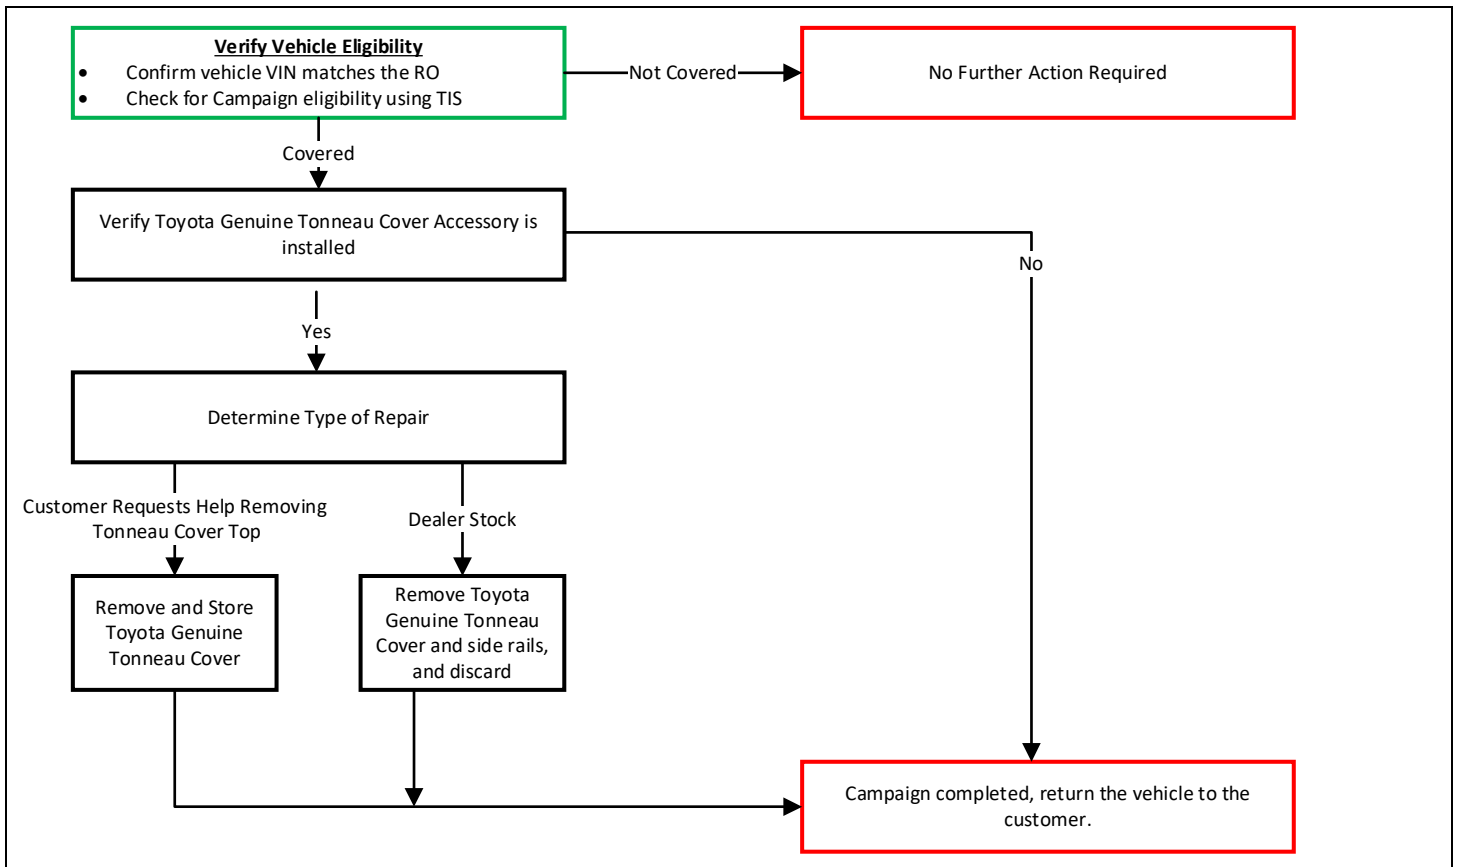 Verify Vehicle Eligibility
• Confirm vehicle VIN matches the RO
• Check for Campaign eligibility using TIS
Not Covered
No Further Action Required
Covered
Verify Toyota Genuine Tonneau Cover Accessory is
installed
No
Yes
Determine Type of Repair
Customer Requests Help Removing
Tonneau Cover Top
Dealer Stock
Remove and Store
Toyota Genuine
Tonneau Cover
Remove Toyota
Genuine Tonneau
Cover and side rails,
and discard
Campaign completed, return the vehicle to the
customer.